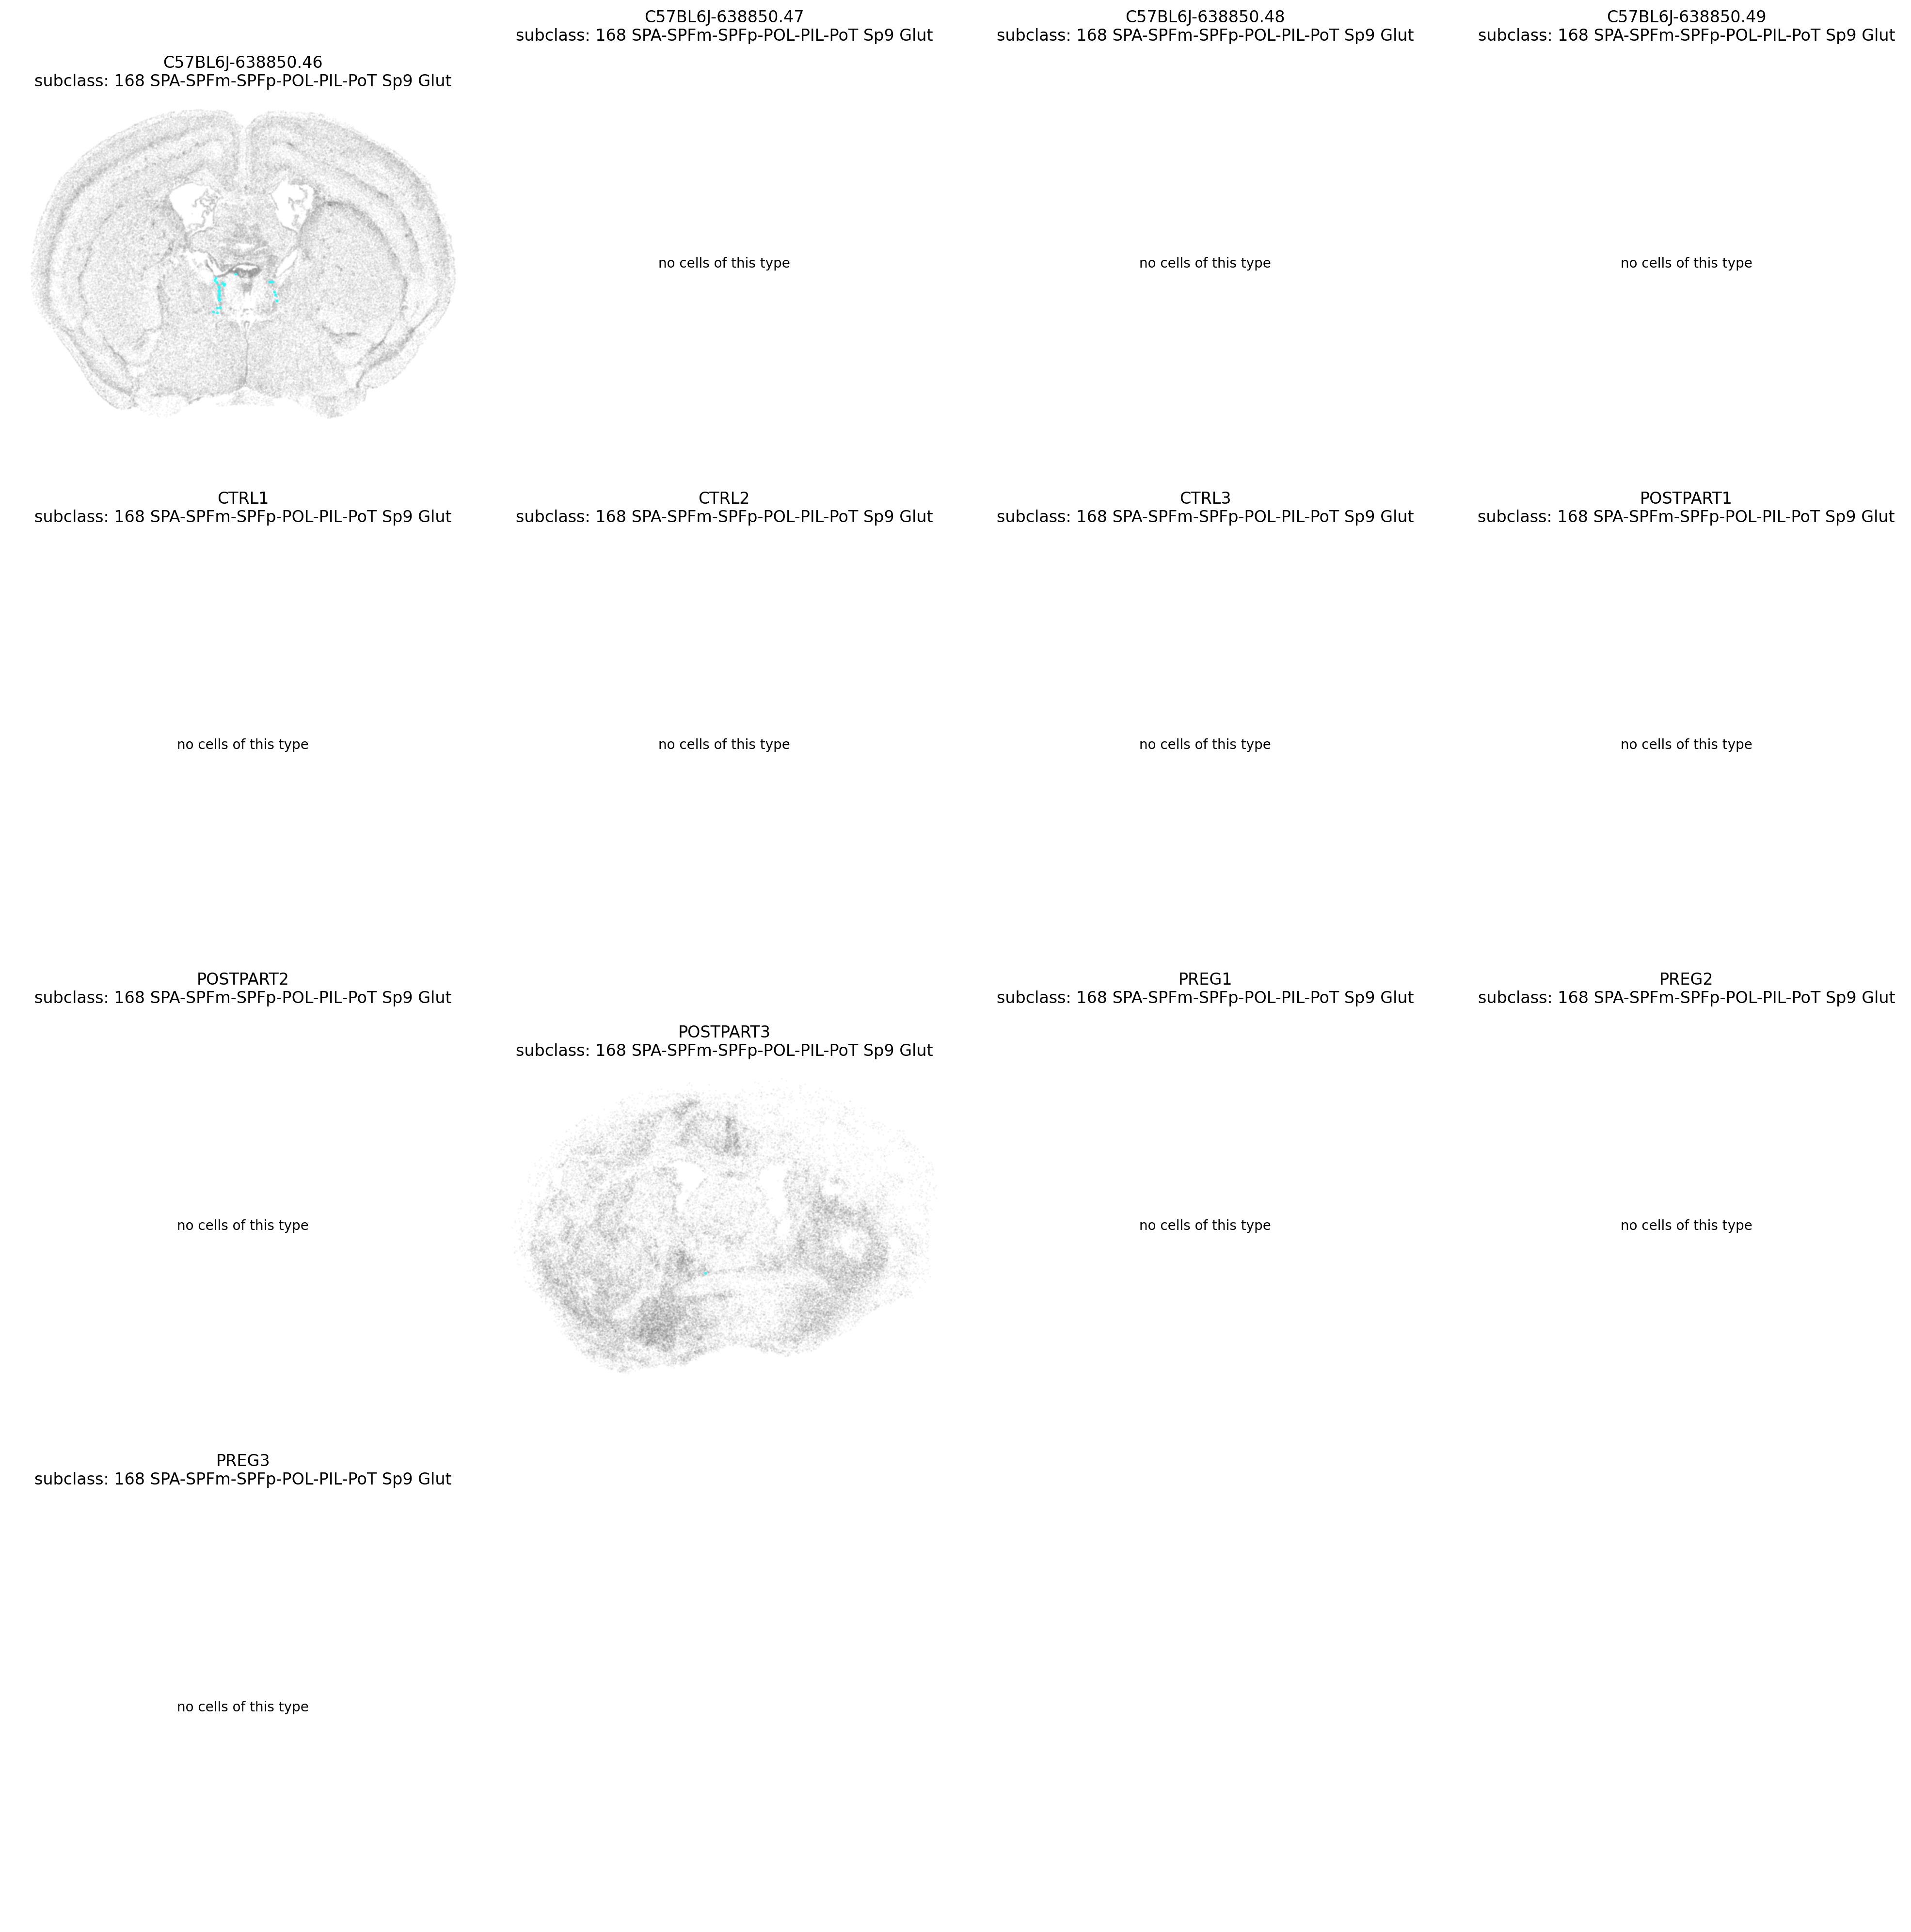 C57BL6J-638850.46
subclass: 168 SPA-SPFm-SPFp-POL-PIL-PoT Sp9 Glut
C57BL6J-638850.47
subclass: 168 SPA-SPFm-SPFp-POL-PIL-PoT Sp9 Glut
no cells of this type
C57BL6J-638850.48
subclass: 168 SPA-SPFm-SPFp-POL-PIL-PoT Sp9 Glut
no cells of this type
C57BL6J-638850.49
subclass: 168 SPA-SPFm-SPFp-POL-PIL-PoT Sp9 Glut
no cells of this type
CTRL1
subclass: 168 SPA-SPFm-SPFp-POL-PIL-PoT Sp9 Glut
no cells of this type
CTRL2
subclass: 168 SPA-SPFm-SPFp-POL-PIL-PoT Sp9 Glut
no cells of this type
CTRL3
subclass: 168 SPA-SPFm-SPFp-POL-PIL-PoT Sp9 Glut
no cells of this type
POSTPART1
subclass: 168 SPA-SPFm-SPFp-POL-PIL-PoT Sp9 Glut
no cells of this type
POSTPART2
subclass: 168 SPA-SPFm-SPFp-POL-PIL-PoT Sp9 Glut
no cells of this type
POSTPART3
subclass: 168 SPA-SPFm-SPFp-POL-PIL-PoT Sp9 Glut
PREG1
subclass: 168 SPA-SPFm-SPFp-POL-PIL-PoT Sp9 Glut
no cells of this type
PREG2
subclass: 168 SPA-SPFm-SPFp-POL-PIL-PoT Sp9 Glut
no cells of this type
PREG3
subclass: 168 SPA-SPFm-SPFp-POL-PIL-PoT Sp9 Glut
no cells of this type